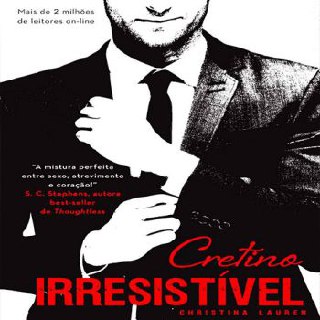 Mais de 2 milhões
de leitores on-line
"A mistura perfeita
entre sexo, atrevimento
e coração!"
S. C. Stephens, autora
best-seller
de Thoughtless
Cretino
IRRESISTÍVEL
CHRISTINA LAUREN